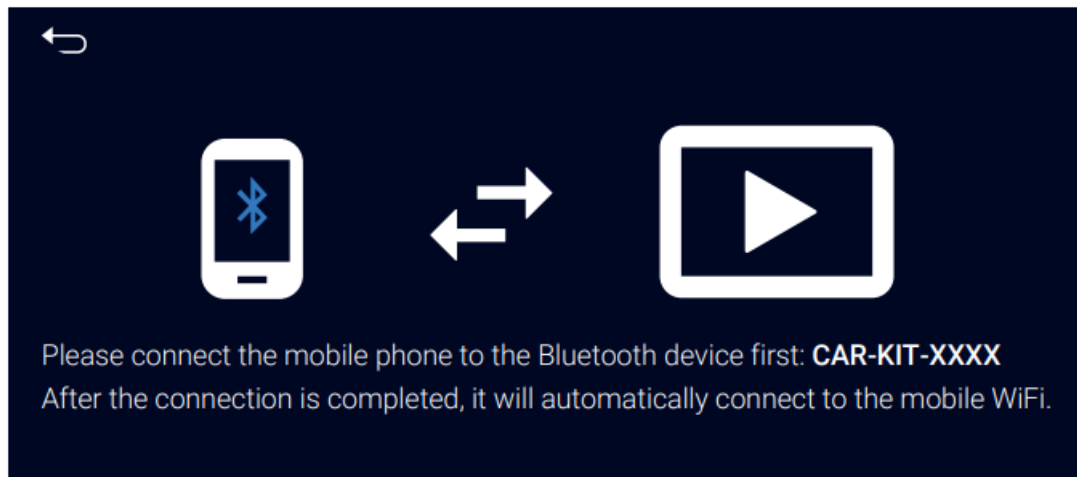 Please connect the mobile phone to the Bluetooth device first: CAR-KIT-XXXX
After the connection is completed, it will automatically connect to the mobile WiFi.